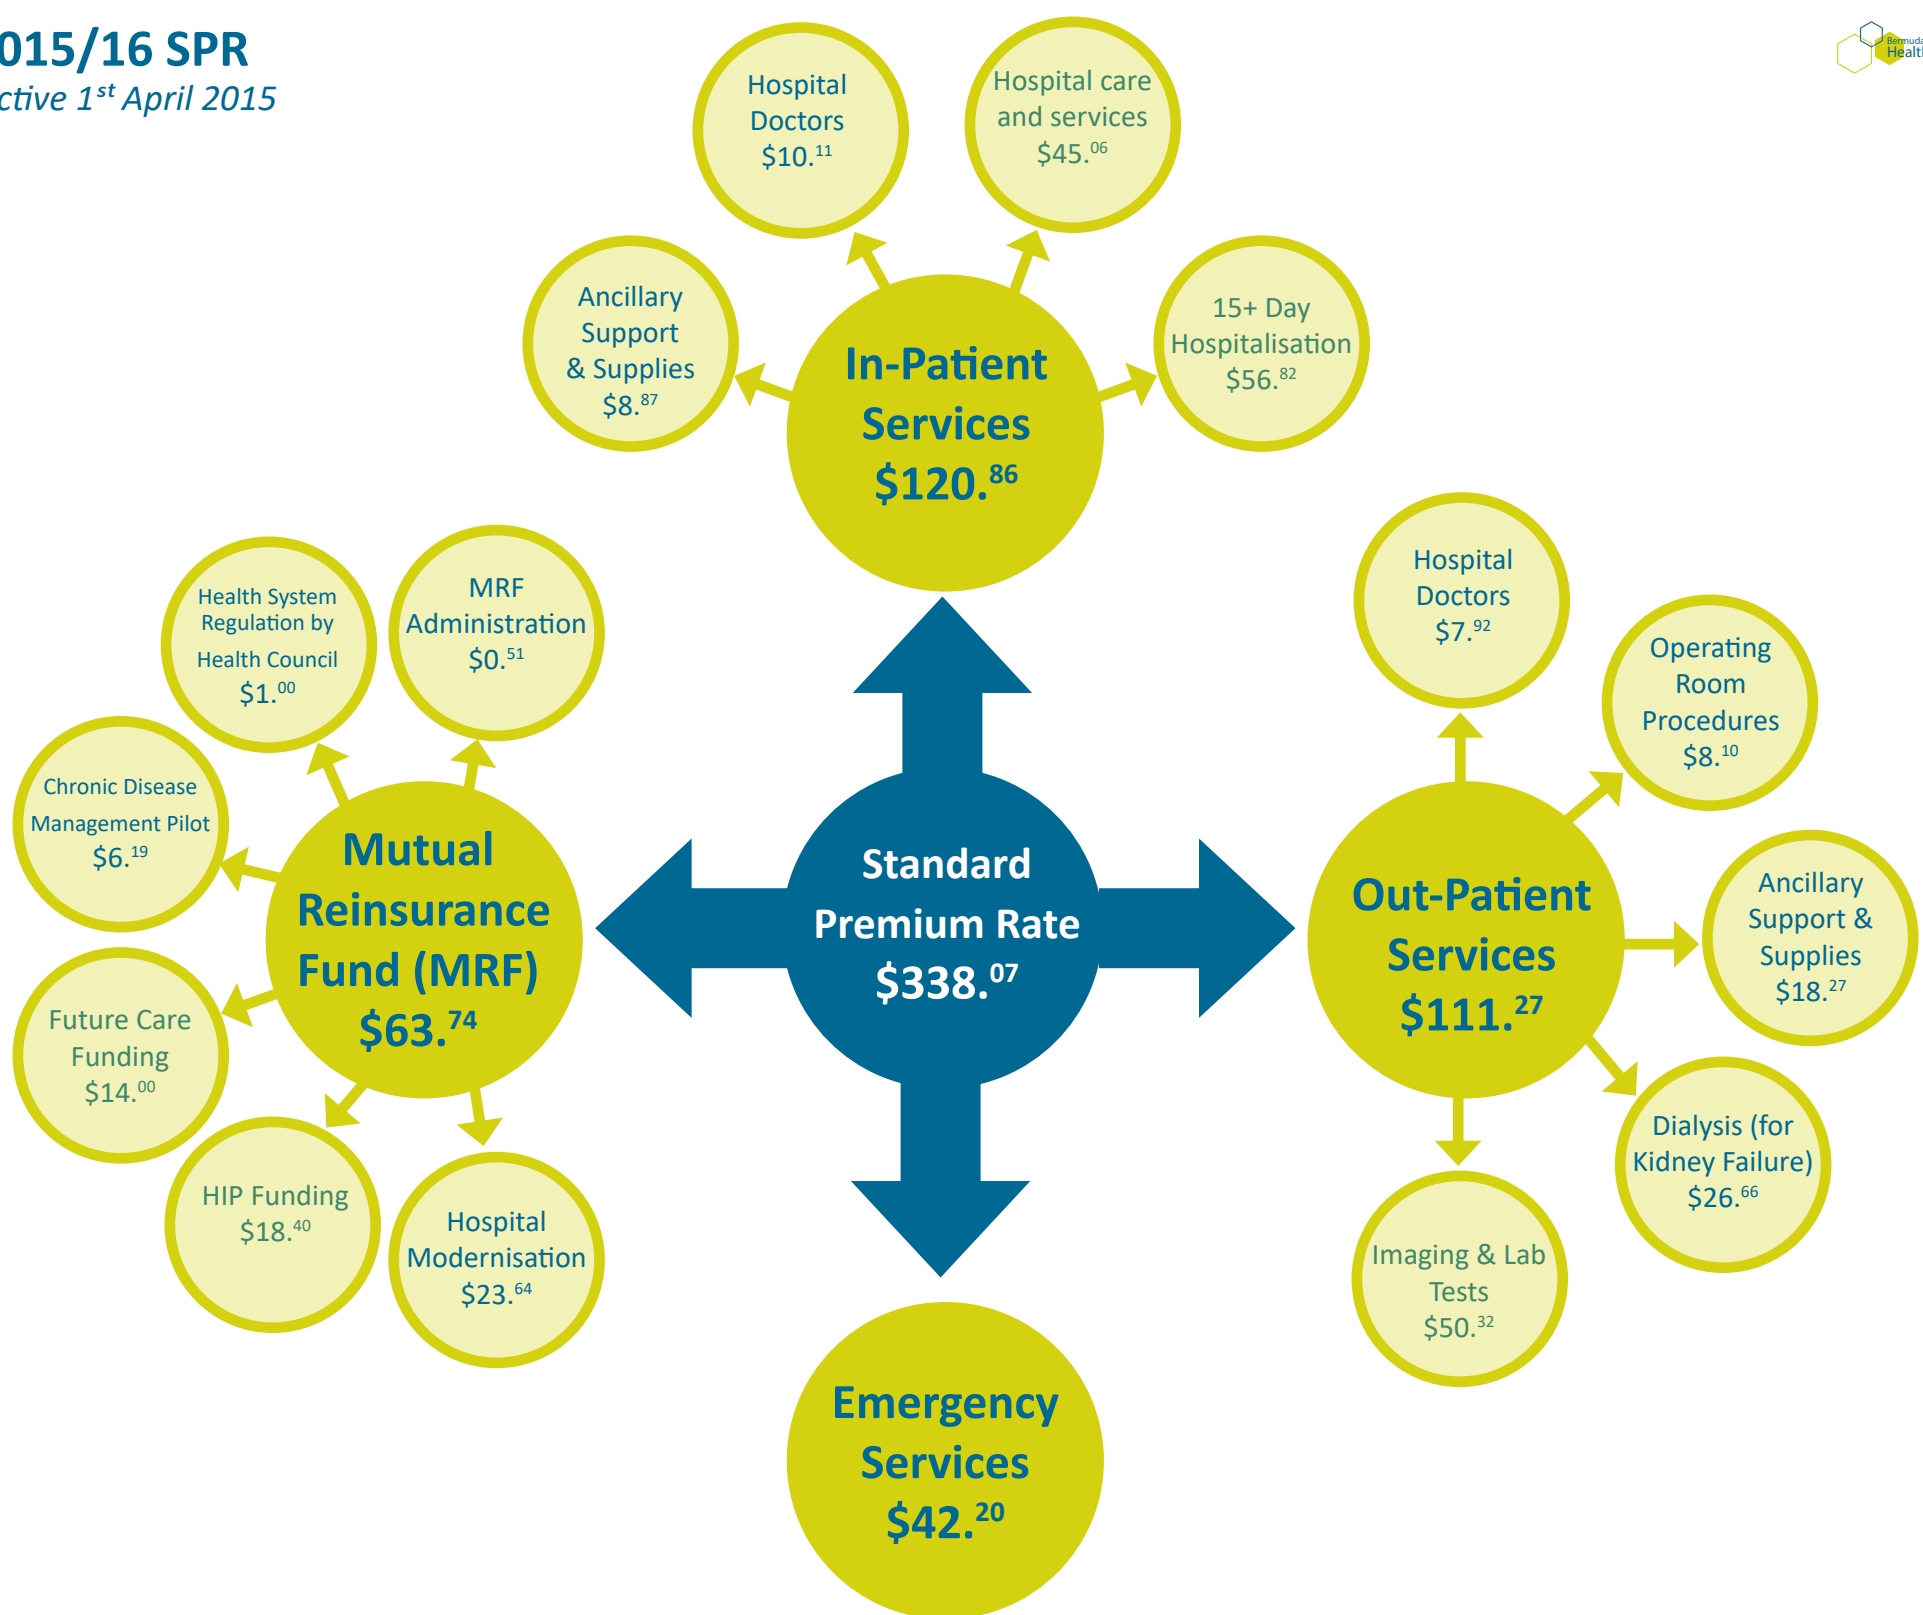 015/16 SPR
ctive 1st April 2015
Bermuda
Healt
Hospital
Doctors
$10.11
Hospital care
and services
$45.06
Ancillary
Support
& Supplies
$8.87
15+ Day
Hospitalisation
$56.82
In-Patient
Services
$120.86
Health System
Regulation by
Health Council
$1.00
MRF
Administration
$0.51
Chronic Disease
Management Pilot
$6.19
Mutual
Reinsurance
Fund (MRF)
$63.74
Future Care
Funding
$14.00
HIP Funding
$18.40
Hospital
Modernisation
$23.64
Standard
Premium Rate
$338.07
Hospital
Doctors
$7.92
Operating
Room
Procedures
$8.10
Out-Patient
Services
$111.27
Ancillary
Support &
Supplies
$18.27
Dialysis (for
Kidney Failure)
$26.66
Imaging & Lab
Tests
$50.32
Emergency
Services
$42.20